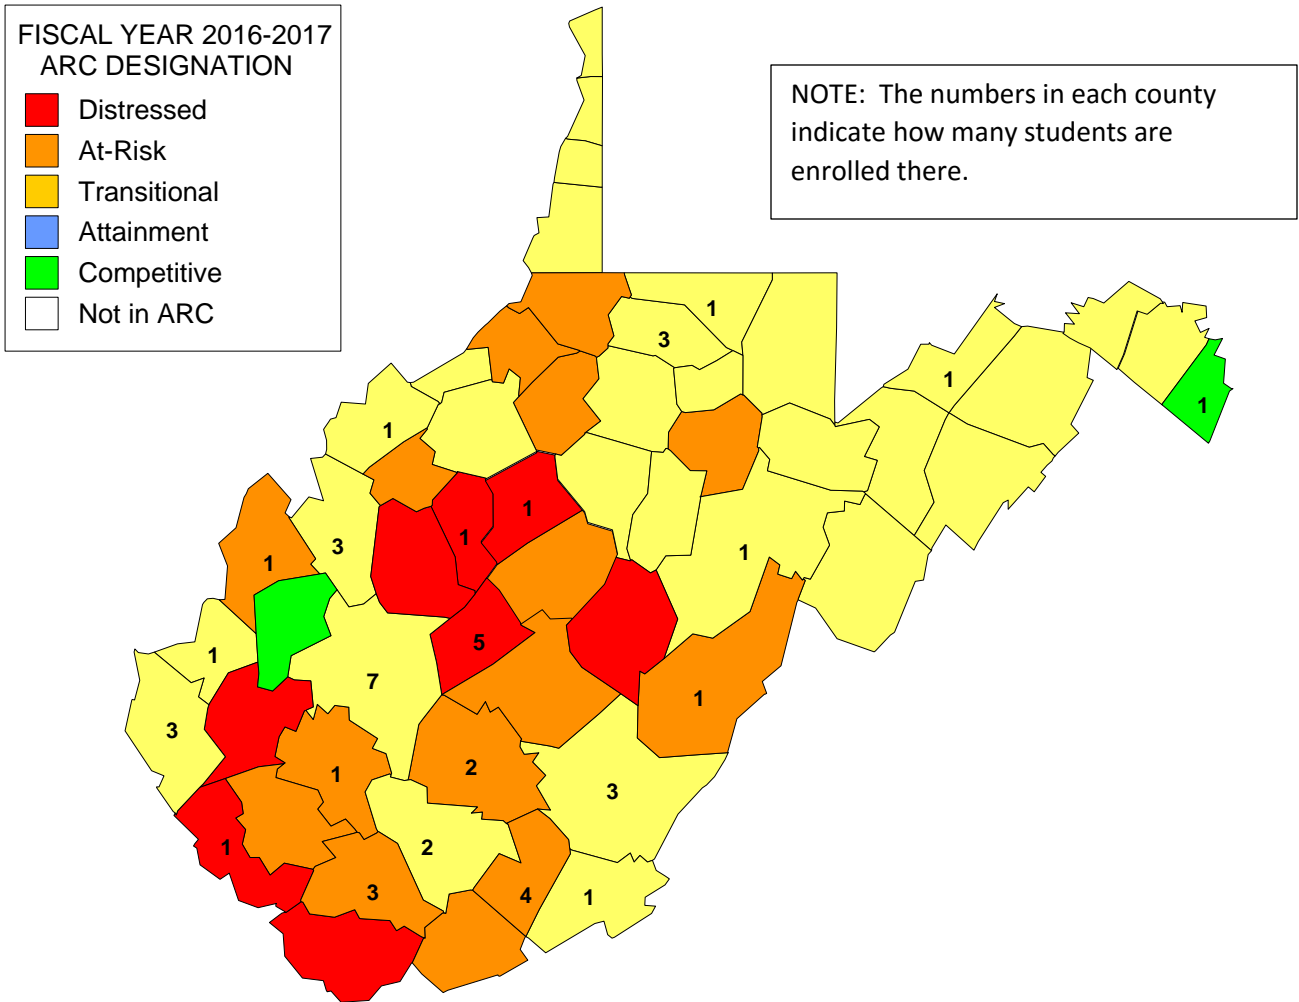 FISCAL YEAR 2016-2017
ARC DESIGNATION
Distressed
At-Risk
Transitional
Attainment
Competitive
Not in ARC
NOTE: The numbers in each county
indicate how many students are
enrolled there.
1
3
1
1
1
1
1
3
1
1
1
5
1
7
1
3
1
2
3
1
2
3
4
1